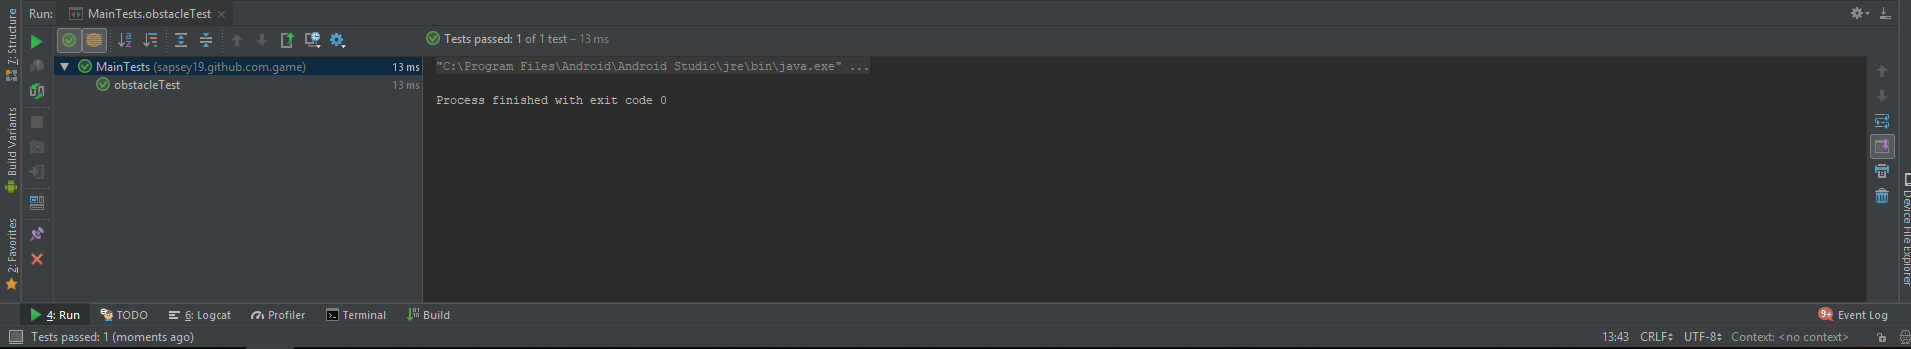 Run: MainTests.obstacleTest
Tests passed: 1 of 1 test – 13 ms
MainTests (sapsey19.github.com.game) 13 ms
obstacleTest 13 ms
"C:\Program Files\Android\Android Studio\jre\bin\java.exe" ...
Process finished with exit code 0
7: Structure
Build Variants
2: Favorites
Device File Explorer
4: Run TODO 6: Logcat Profiler Terminal Build 9+ Event Log
Tests passed: 1 (moments ago) 13:43 CRLF UTF-8 Context: <no context>